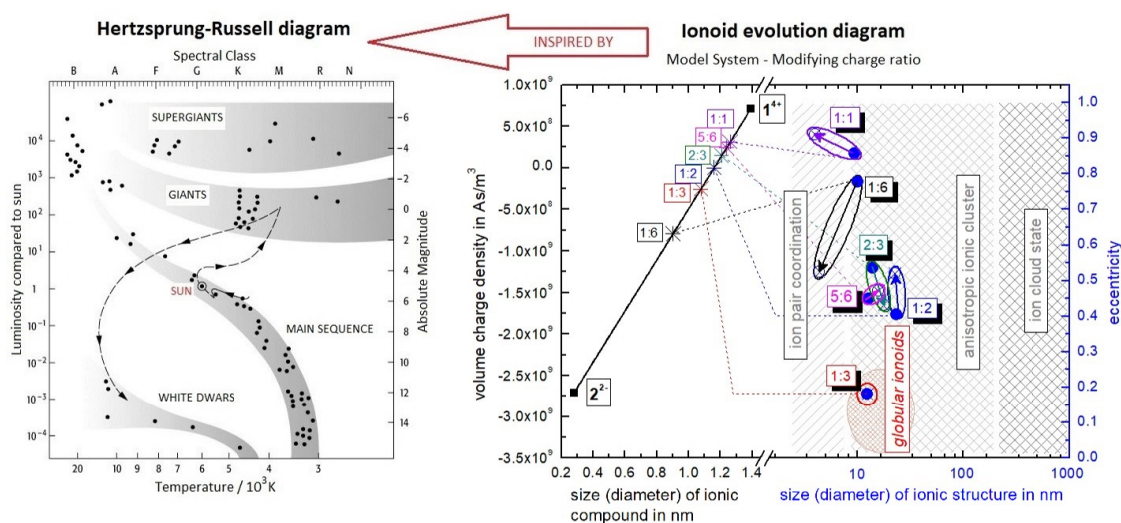 Hertzsprung-Russell diagram
Spectral Class
B A F G K M R N
SUPERGIANTS
GIANTS
SUN
MAIN SEQUENCE
WHITE DWARS
Luminosity compared to sun
10⁴
10³
10²
10¹
1
10⁻¹
10⁻²
10⁻³
10⁻⁴
Absolute Magnitude
-6
-4
-2
0
2
4
6
8
10
12
14
20 10 9 8 7 6 5 4 3
Temperature / 10³K
INSPIRED BY
Ionoid evolution diagram
Model System - Modifying charge ratio
volume charge density in As/m³
1.0x10⁹
5.0x10⁸
0.0
-5.0x10⁸
-1.0x10⁹
-1.5x10⁹
-2.0x10⁹
-2.5x10⁹
-3.0x10⁹
-3.5x10⁹
1⁴⁺
1:1
5:6
2:3
1:2
1:3
1:6
2²⁻
1:1
1:6
2:3
5:6
1:2
1:3
ion pair coordination
globular ionoids
anisotropic ionic cluster
ion cloud state
1.0
0.9
0.8
0.7
0.6
0.5
0.4
0.3
0.2
0.1
0.0
eccentricity
0.2 0.4 0.6 0.8 1.0 1.2 1.4 10 100 1000
size (diameter) of ionic
compound in nm
size (diameter) of ionic structure in nm